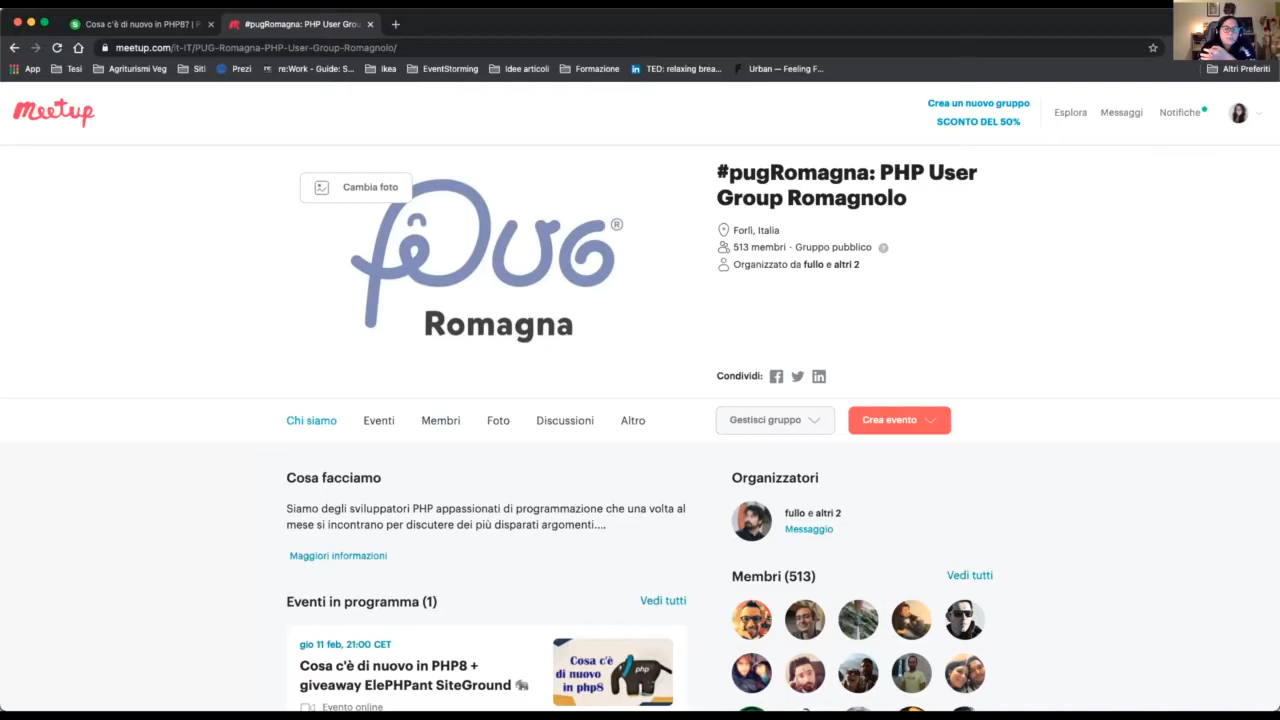 Cosa c'è di nuovo in PHP8? | P
#pugRomagna: PHP User Grou
meetup.com/it-IT/PUG-Romagna-PHP-User-Group-Romagnolo/
App
Tesi
Agriturismi Veg
Siti
Prezi
re:Work - Guide: S...
Ikea
EventStorming
Idee articoli
Formazione
TED: relaxing brea...
Urban — Feeling F...
Altri Preferiti
meetup
Crea un nuovo gruppo
SCONTO DEL 50%
Esplora
Messaggi
Notifiche
Cambia foto
PUG ®
Romagna
#pugRomagna: PHP User
Group Romagnolo
Forlì, Italia
513 membri · Gruppo pubblico ?
Organizzato da fullo e altri 2
Condividi:
Chi siamo
Eventi
Membri
Foto
Discussioni
Altro
Gestisci gruppo
Crea evento
Cosa facciamo
Siamo degli sviluppatori PHP appassionati di programmazione che una volta al
mese si incontrano per discutere dei più disparati argomenti....
Maggiori informazioni
Organizzatori
fullo e altri 2
Messaggio
Membri (513)
Vedi tutti
Eventi in programma (1)
Vedi tutti
gio 11 feb, 21:00 CET
Cosa c'è di nuovo in PHP8 +
giveaway ElePHPant SiteGround 🐘
Evento online
Cosa c'è
di nuovo
in php8
php